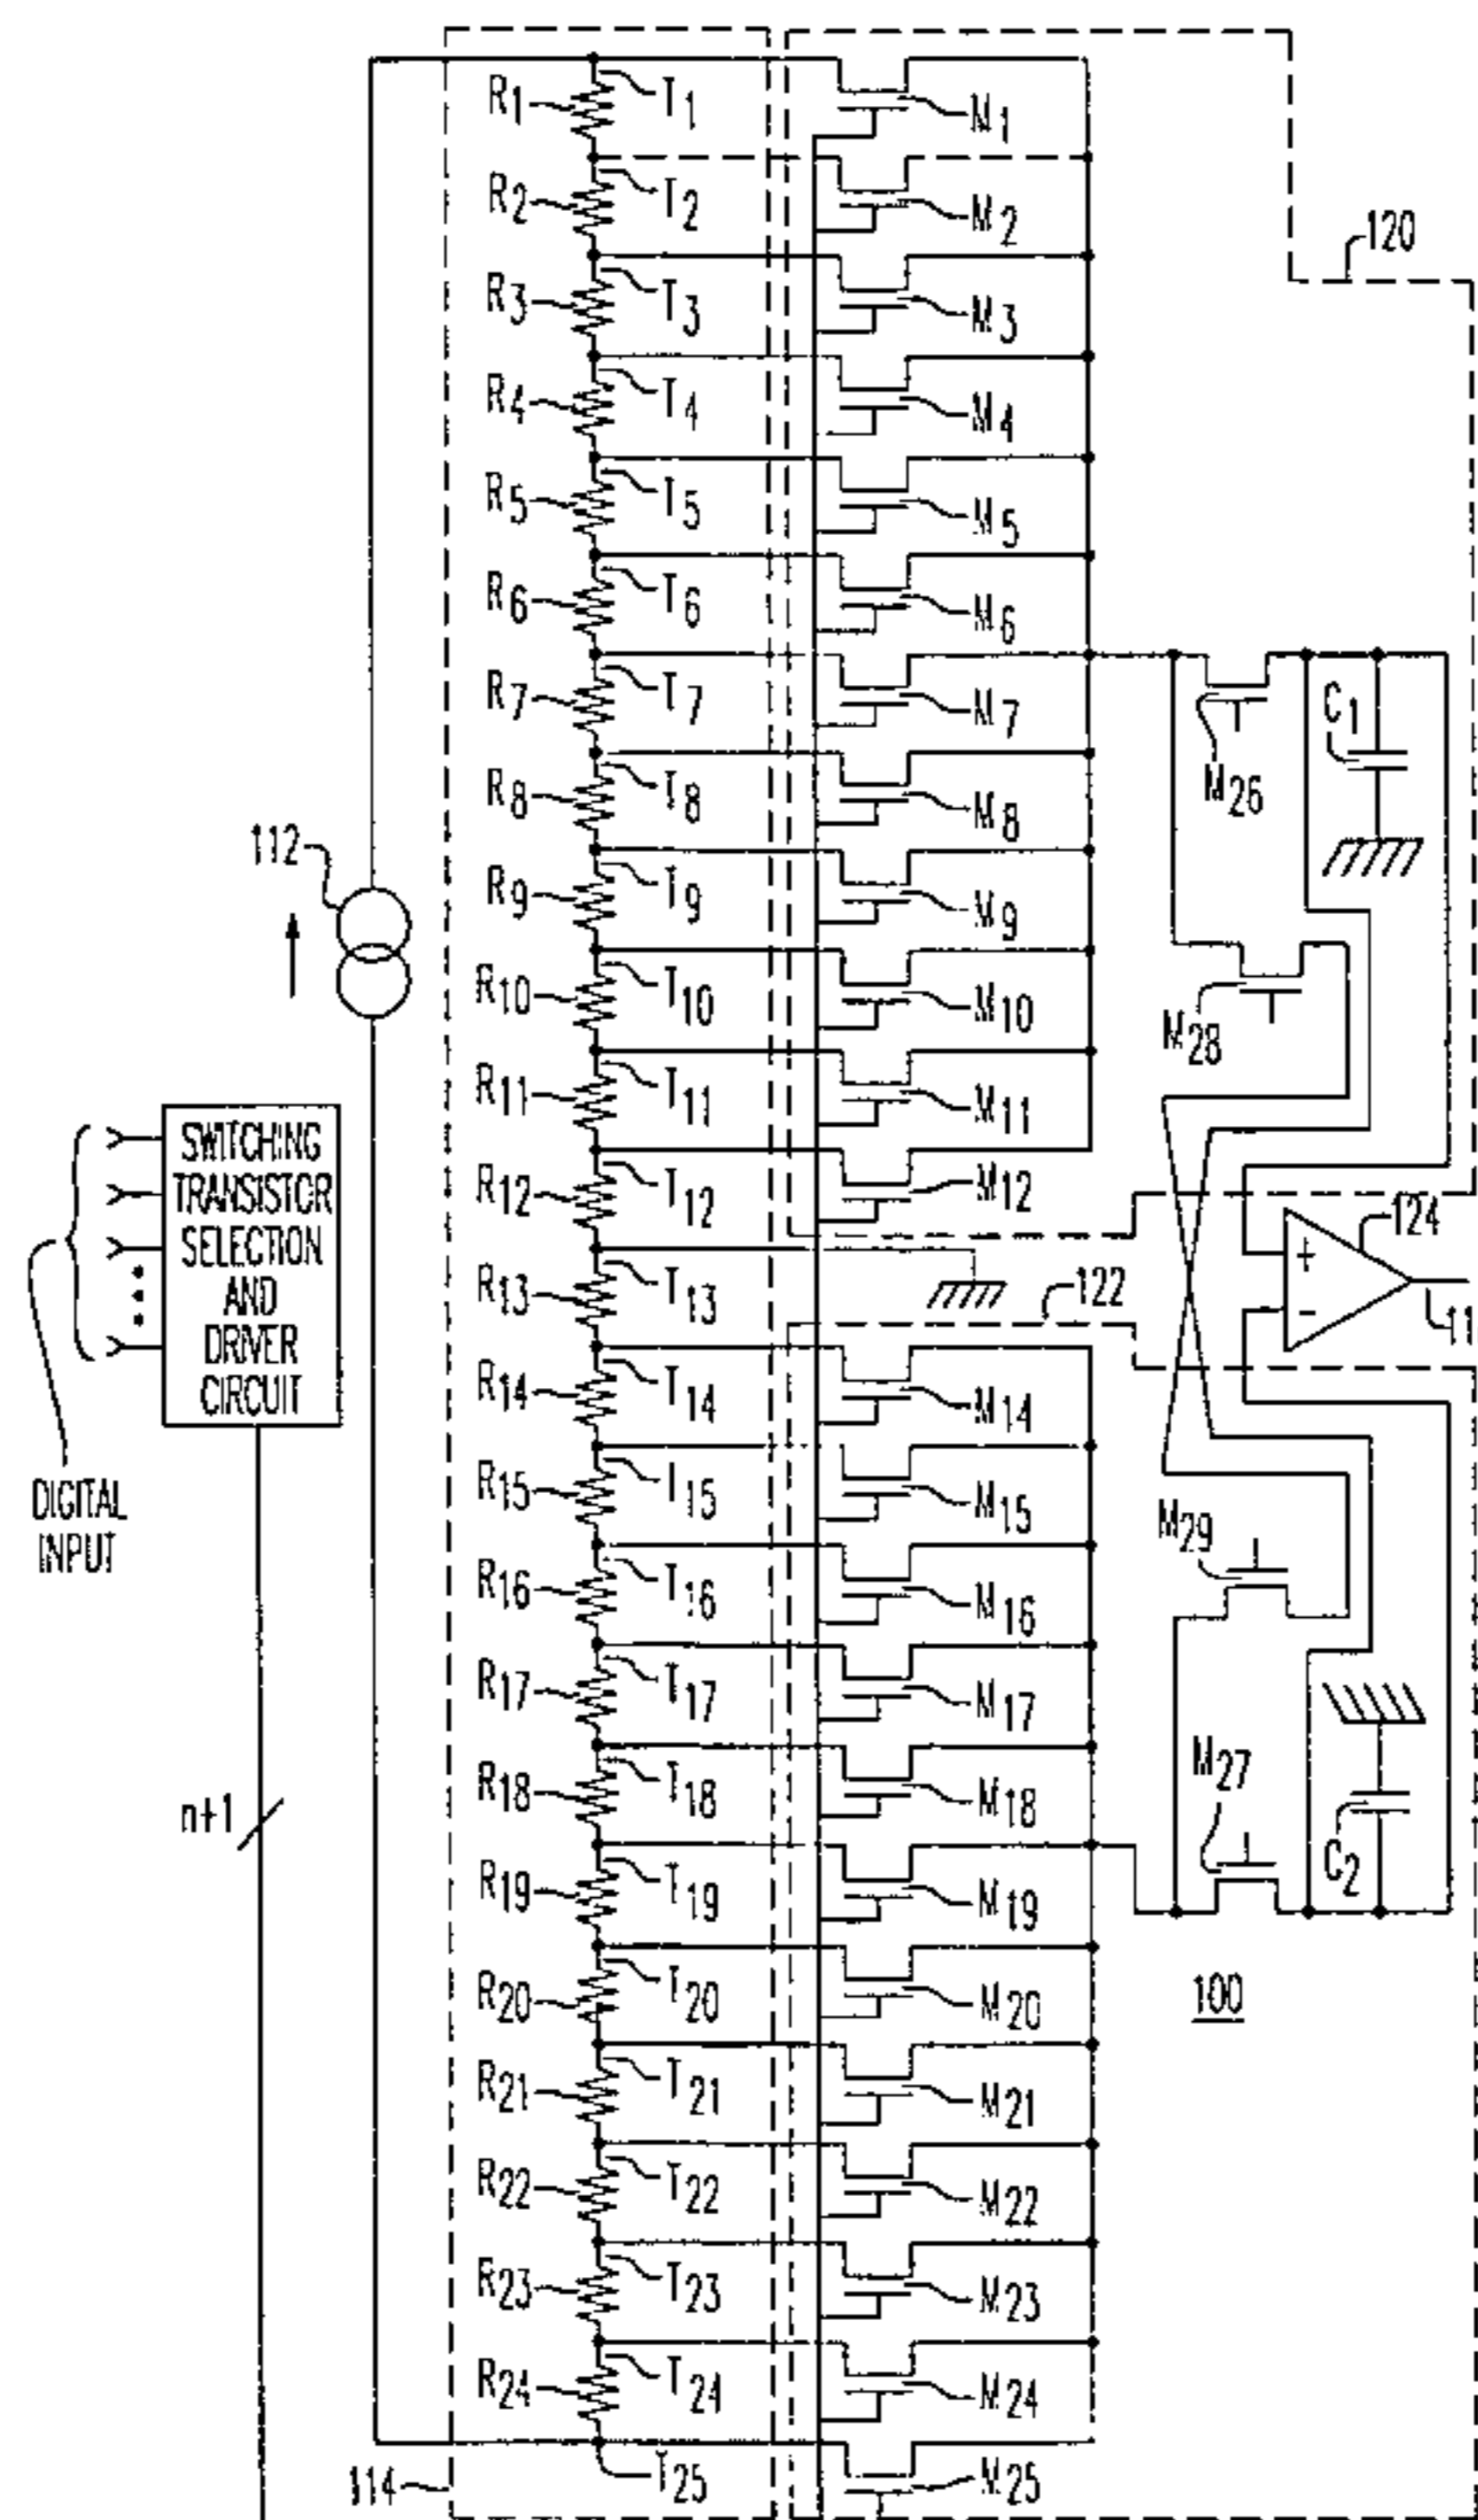 R1 T1 M1
R2 T2 M2
120
R3 T3 M3
R4 T4 M4
R5 T5 M5
R6 T6 M6
R7 T7 M7
C1
M26
R8 T8 M8
112
R9 T9 M9
R10 T10 M10
M28
R11 T11 M11
SWITCHING
TRANSISTOR
SELECTION
AND
DRIVER
CIRCUIT
R12 T12 M12
124
+
-
11
R13 T13
122
R14 T14 M14
DIGITAL
INPUT
R15 T15 M15
M29
R16 T16 M16
R17 T17 M17
M27
n+1
R18 T18 M18
C2
R19 T19 M19
R20 T20 M20
100
R21 T21 M21
R22 T22 M22
R23 T23 M23
R24 T24 M24
114
T25 M25